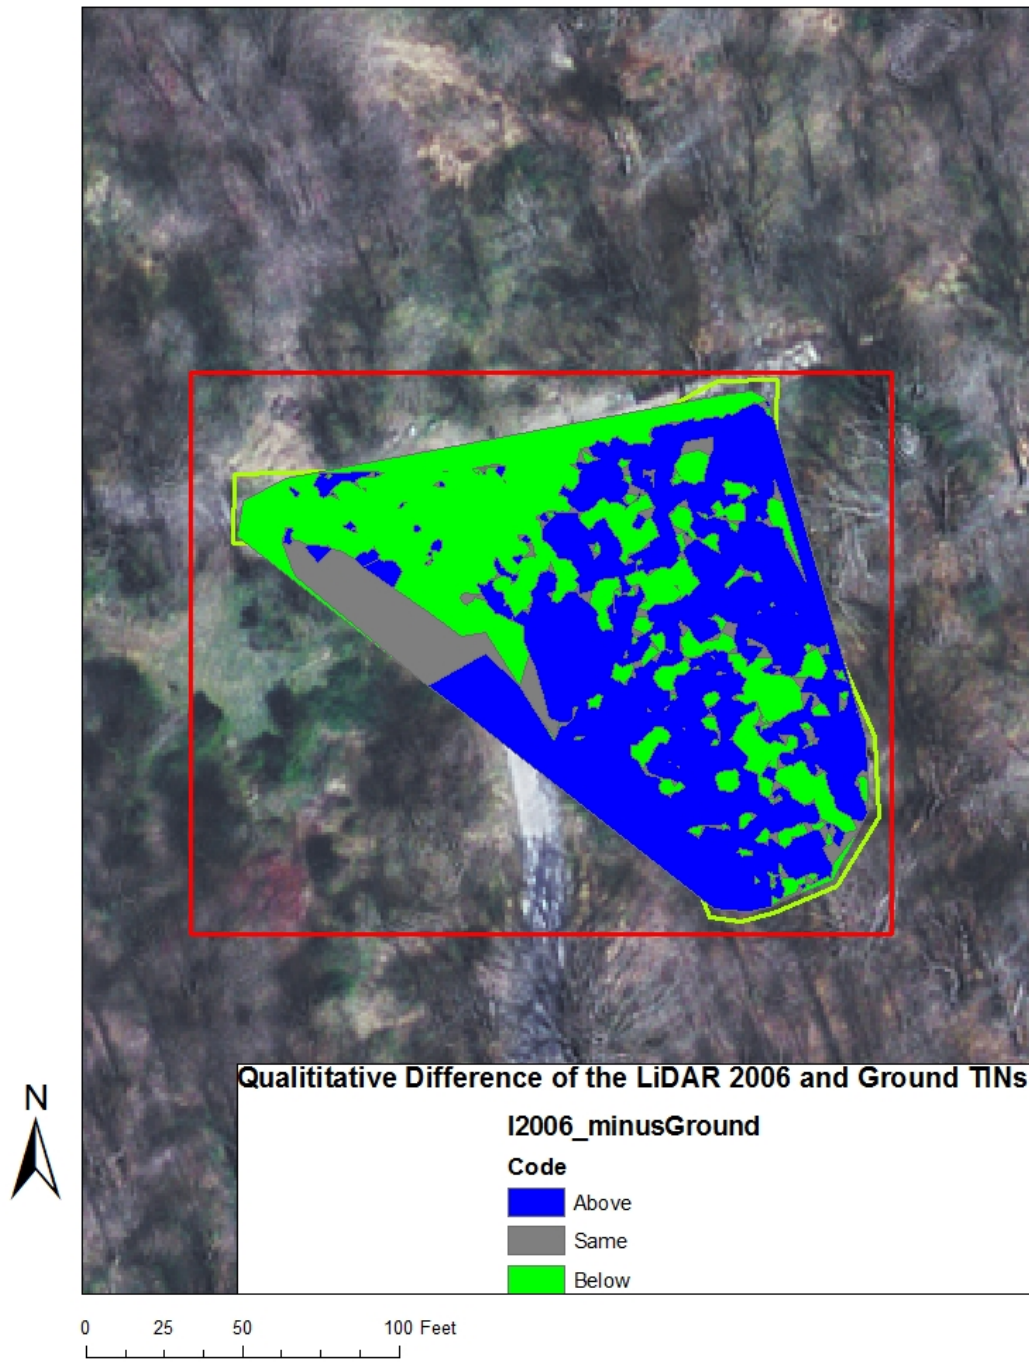 N
Qualititative Difference of the LiDAR 2006 and Ground TINs
l2006_minusGround
Code
Above
Same
Below
0 25 50 100 Feet